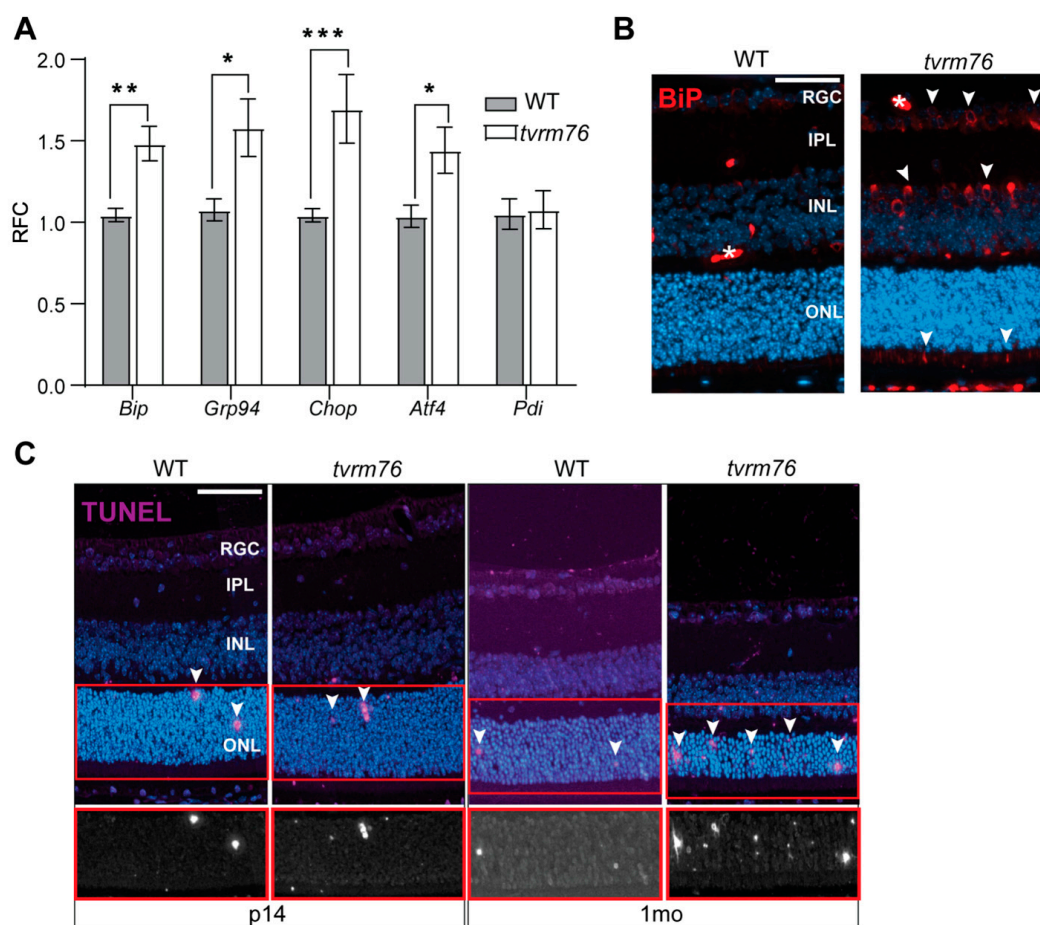 A
RFC
2.0
1.5
1.0
0.5
0.0
**
*
***
*
WT
tvrm76
Bip
Grp94
Chop
Atf4
Pdi
B
WT
tvrm76
BiP
RGC
IPL
INL
ONL
*
*
C
WT
tvrm76
WT
tvrm76
TUNEL
RGC
IPL
INL
ONL
p14
1mo